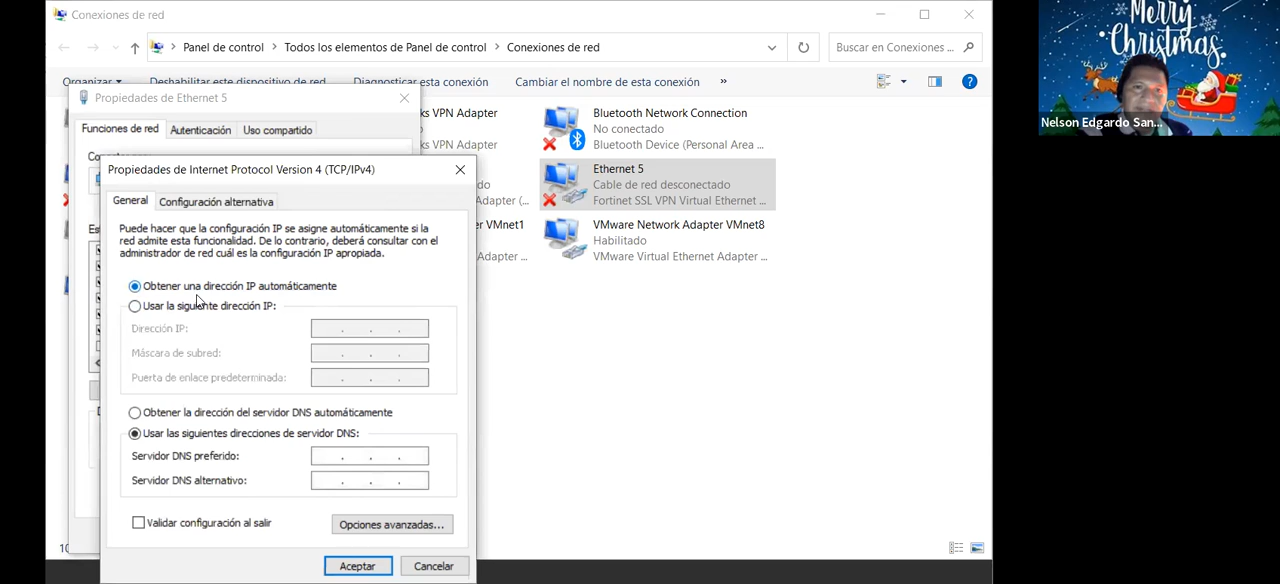 Conexiones de red
Panel de control > Todos los elementos de Panel de control > Conexiones de red
Buscar en Conexiones ...
Organizar
Deshabilitar este dispositivo de red
Diagnosticar esta conexión
Cambiar el nombre de esta conexión
»
Propiedades de Ethernet 5
Funciones de red
Autenticación
Uso compartido
Propiedades de Internet Protocol Version 4 (TCP/IPv4)
General
Configuración alternativa
Puede hacer que la configuración IP se asigne automáticamente si la
red admite esta funcionalidad. De lo contrario, deberá consultar con el
administrador de red cuál es la configuración IP apropiada.
Obtener una dirección IP automáticamente
Usar la siguiente dirección IP:
Dirección IP:
Máscara de subred:
Puerta de enlace predeterminada:
Obtener la dirección del servidor DNS automáticamente
Usar las siguientes direcciones de servidor DNS:
Servidor DNS preferido:
Servidor DNS alternativo:
Validar configuración al salir
Opciones avanzadas...
Aceptar
Cancelar
ks VPN Adapter
ks VPN Adapter
do
Adapter (...
er VMnet1
Adapter ...
Bluetooth Network Connection
No conectado
Bluetooth Device (Personal Area ...
Ethernet 5
Cable de red desconectado
Fortinet SSL VPN Virtual Ethernet ...
VMware Network Adapter VMnet8
Habilitado
VMware Virtual Ethernet Adapter ...
Merry
Christmas
Nelson Edgardo San...